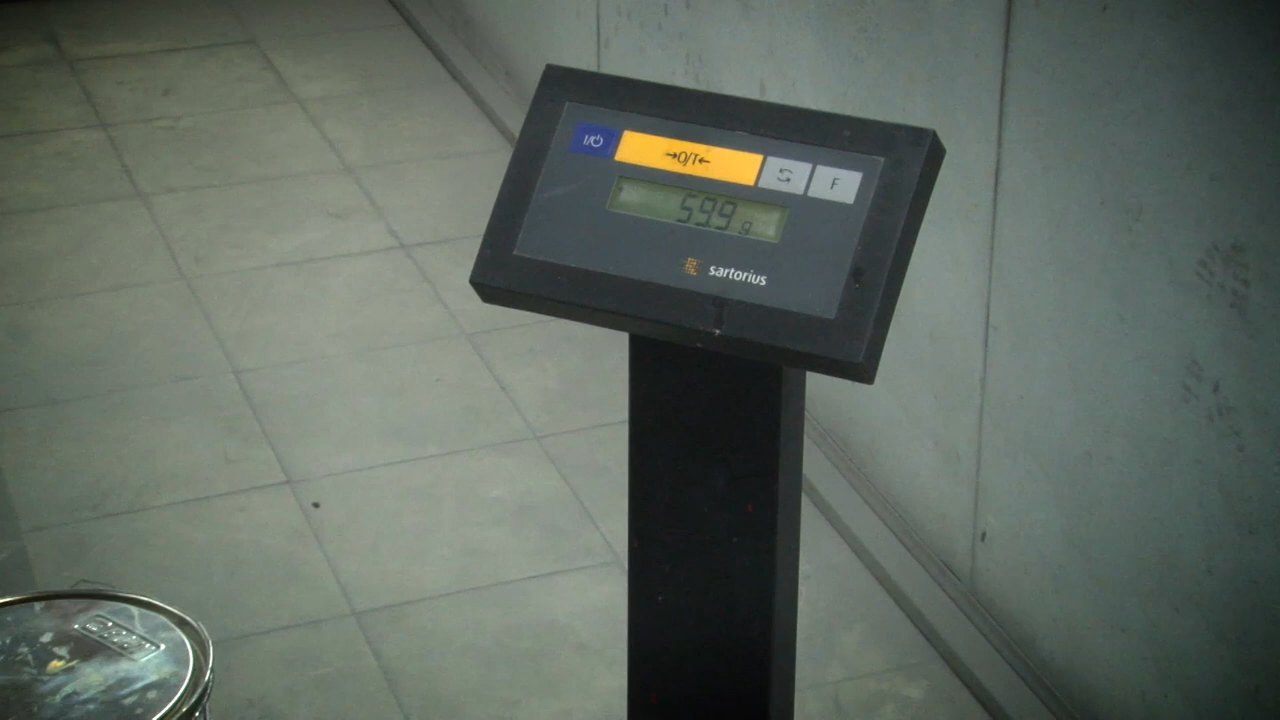 I/⏻ →0/T← F
599 g
sartorius